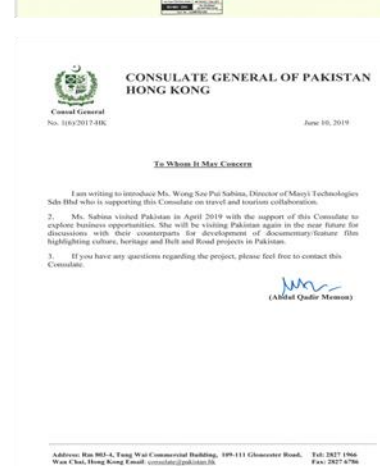 CONSULATE GENERAL OF PAKISTAN
HONG KONG
Consul General
No. 1(6)/2017-HK
June 10, 2019
To Whom It May Concern
I am writing to introduce Ms. Wong Sze Pui Sabina, Director of Maoyi Technologies
Sdn Bhd who is supporting this Consulate on travel and tourism collaboration.
2. Ms. Sabina visited Pakistan in April 2019 with the support of this Consulate to
explore business opportunities. She will be visiting Pakistan again in the near future for
discussions with their counterparts for development of documentary/feature film
highlighting culture, heritage and Belt and Road projects in Pakistan.
3. If you have any questions regarding the project, please feel free to contact this
Consulate.
(Abdul Qadir Memon)
Address: Rm 803-4, Tung Wai Commercial Building, 109-111 Gloucester Road, Tel: 2827 1966
Wan Chai, Hong Kong Email: consulate@pakistan.hk Fax: 2827 6786